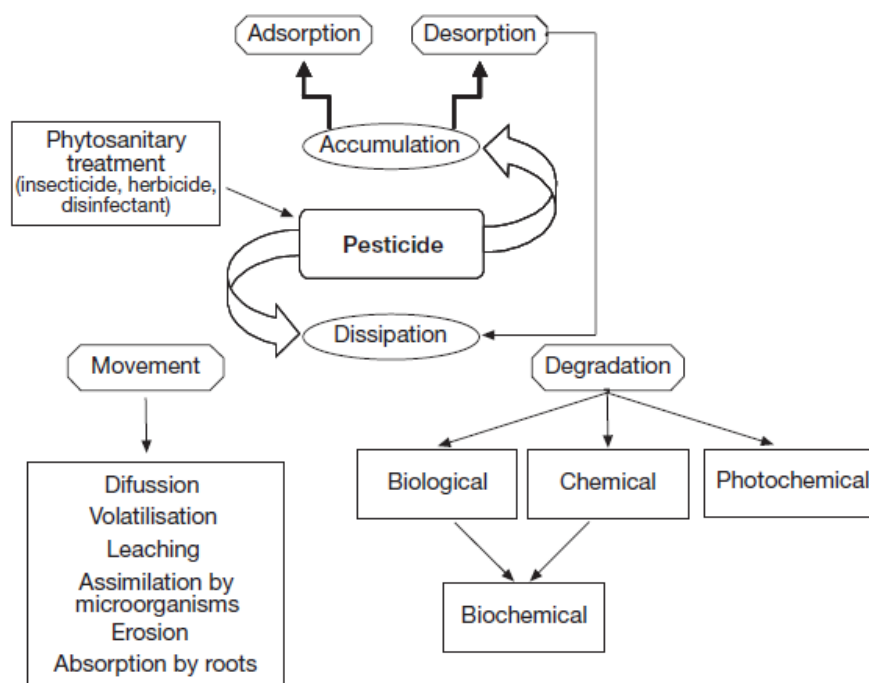 Adsorption
Desorption
Accumulation
Phytosanitary
treatment
(insecticide, herbicide,
disinfectant)
Pesticide
Dissipation
Movement
Degradation
Difussion
Volatilisation
Leaching
Assimilation by
microorganisms
Erosion
Absorption by roots
Biological
Chemical
Photochemical
Biochemical